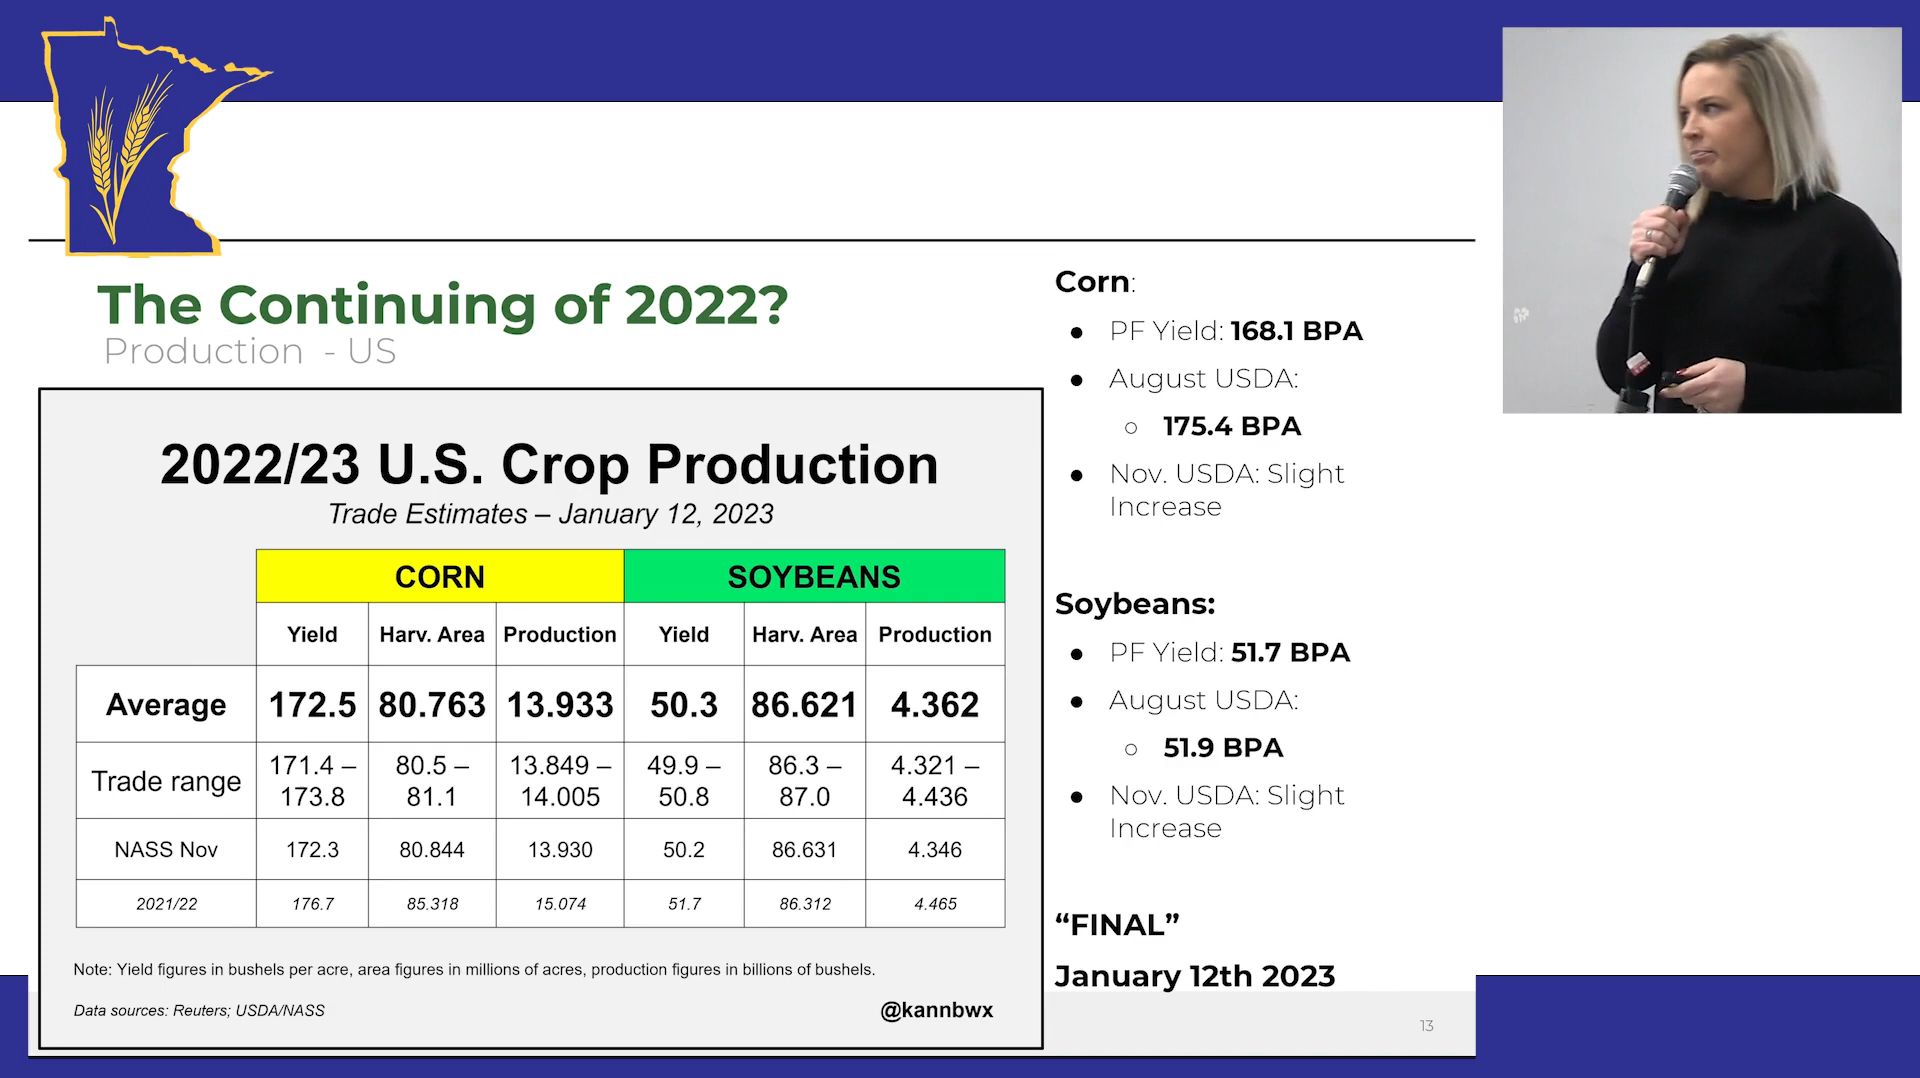 The Continuing of 2022?
Production - US
2022/23 U.S. Crop Production
Trade Estimates – January 12, 2023
CORN SOYBEANS
Yield Harv. Area Production Yield Harv. Area Production
Average 172.5 80.763 13.933 50.3 86.621 4.362
Trade range 171.4 – 173.8 80.5 – 81.1 13.849 – 14.005 49.9 – 50.8 86.3 – 87.0 4.321 – 4.436
NASS Nov 172.3 80.844 13.930 50.2 86.631 4.346
2021/22 176.7 85.318 15.074 51.7 86.312 4.465
Note: Yield figures in bushels per acre, area figures in millions of acres, production figures in billions of bushels.
Data sources: Reuters; USDA/NASS @kannbwx
Corn:
● PF Yield: 168.1 BPA
● August USDA:
○ 175.4 BPA
● Nov. USDA: Slight
Increase
Soybeans:
● PF Yield: 51.7 BPA
● August USDA:
○ 51.9 BPA
● Nov. USDA: Slight
Increase
“FINAL”
January 12th 2023
13